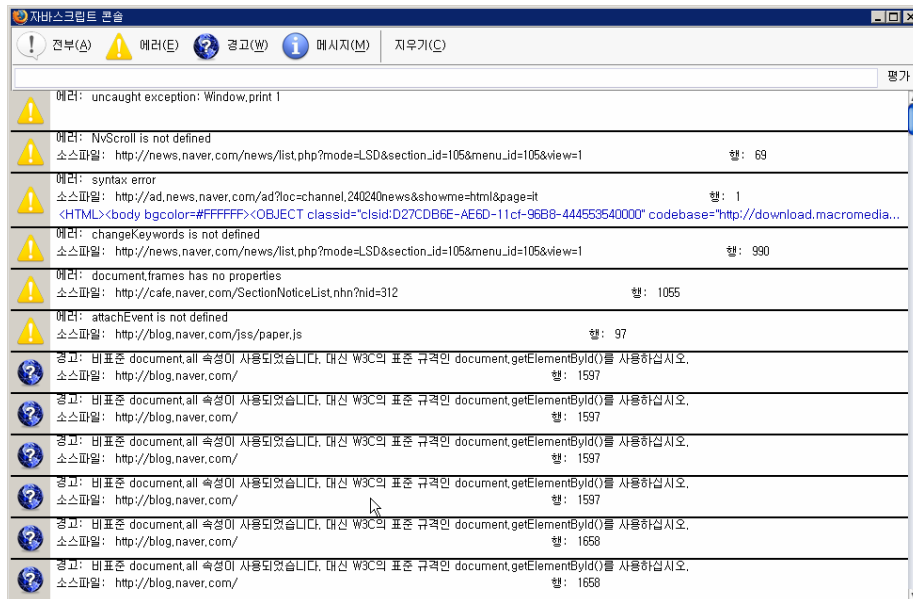 자바스크립트 콘솔
전부(A) 에러(E) 경고(W) 메시지(M) 지우기(C)
평가
에러: uncaught exception: Window.print 1
에러: NvScroll is not defined
소스파일: http://news.naver.com/news/list.php?mode=LSD&section_id=105&menu_id=105&view=1 행: 69
에러: syntax error
소스파일: http://ad.news.naver.com/ad?loc=channel.240240news&showme=html&page=it 행: 1
<HTML><body bgcolor=#FFFFFF><OBJECT classid="clsid:D27CDB6E-AE6D-11cf-96B8-444553540000" codebase="http://download.macromedia...
에러: changeKeywords is not defined
소스파일: http://news.naver.com/news/list.php?mode=LSD&section_id=105&menu_id=105&view=1 행: 990
에러: document.frames has no properties
소스파일: http://cafe.naver.com/SectionNoticeList.nhn?nid=312 행: 1055
에러: attachEvent is not defined
소스파일: http://blog.naver.com/jss/paper.js 행: 97
경고: 비표준 document.all 속성이 사용되었습니다. 대신 W3C의 표준 규격인 document.getElementById()를 사용하십시오.
소스파일: http://blog.naver.com/ 행: 1597
경고: 비표준 document.all 속성이 사용되었습니다. 대신 W3C의 표준 규격인 document.getElementById()를 사용하십시오.
소스파일: http://blog.naver.com/ 행: 1597
경고: 비표준 document.all 속성이 사용되었습니다. 대신 W3C의 표준 규격인 document.getElementById()를 사용하십시오.
소스파일: http://blog.naver.com/ 행: 1597
경고: 비표준 document.all 속성이 사용되었습니다. 대신 W3C의 표준 규격인 document.getElementById()를 사용하십시오.
소스파일: http://blog.naver.com/ 행: 1597
경고: 비표준 document.all 속성이 사용되었습니다. 대신 W3C의 표준 규격인 document.getElementById()를 사용하십시오.
소스파일: http://blog.naver.com/ 행: 1658
경고: 비표준 document.all 속성이 사용되었습니다. 대신 W3C의 표준 규격인 document.getElementById()를 사용하십시오.
소스파일: http://blog.naver.com/ 행: 1658